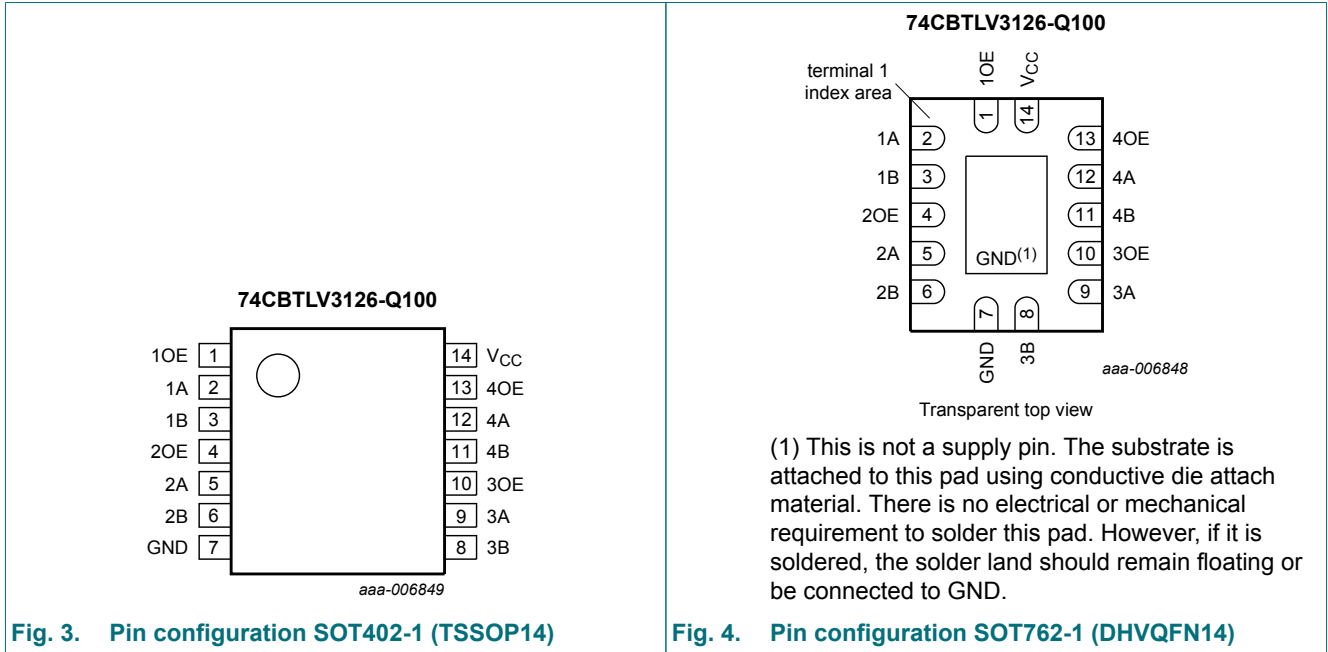 74CBTLV3126-Q100
1OE 1
1A 2
1B 3
2OE 4
2A 5
2B 6
GND 7
14 VCC
13 4OE
12 4A
11 4B
10 3OE
9 3A
8 3B
aaa-006849
Fig. 3. Pin configuration SOT402-1 (TSSOP14)
74CBTLV3126-Q100
terminal 1
index area
1OE
VCC
1
14
1A 2
1B 3
2OE 4
2A 5
2B 6
13 4OE
12 4A
11 4B
10 3OE
9 3A
GND(1)
7
8
GND
3B
aaa-006848
Transparent top view
(1) This is not a supply pin. The substrate is
attached to this pad using conductive die attach
material. There is no electrical or mechanical
requirement to solder this pad. However, if it is
soldered, the solder land should remain floating or
be connected to GND.
Fig. 4. Pin configuration SOT762-1 (DHVQFN14)